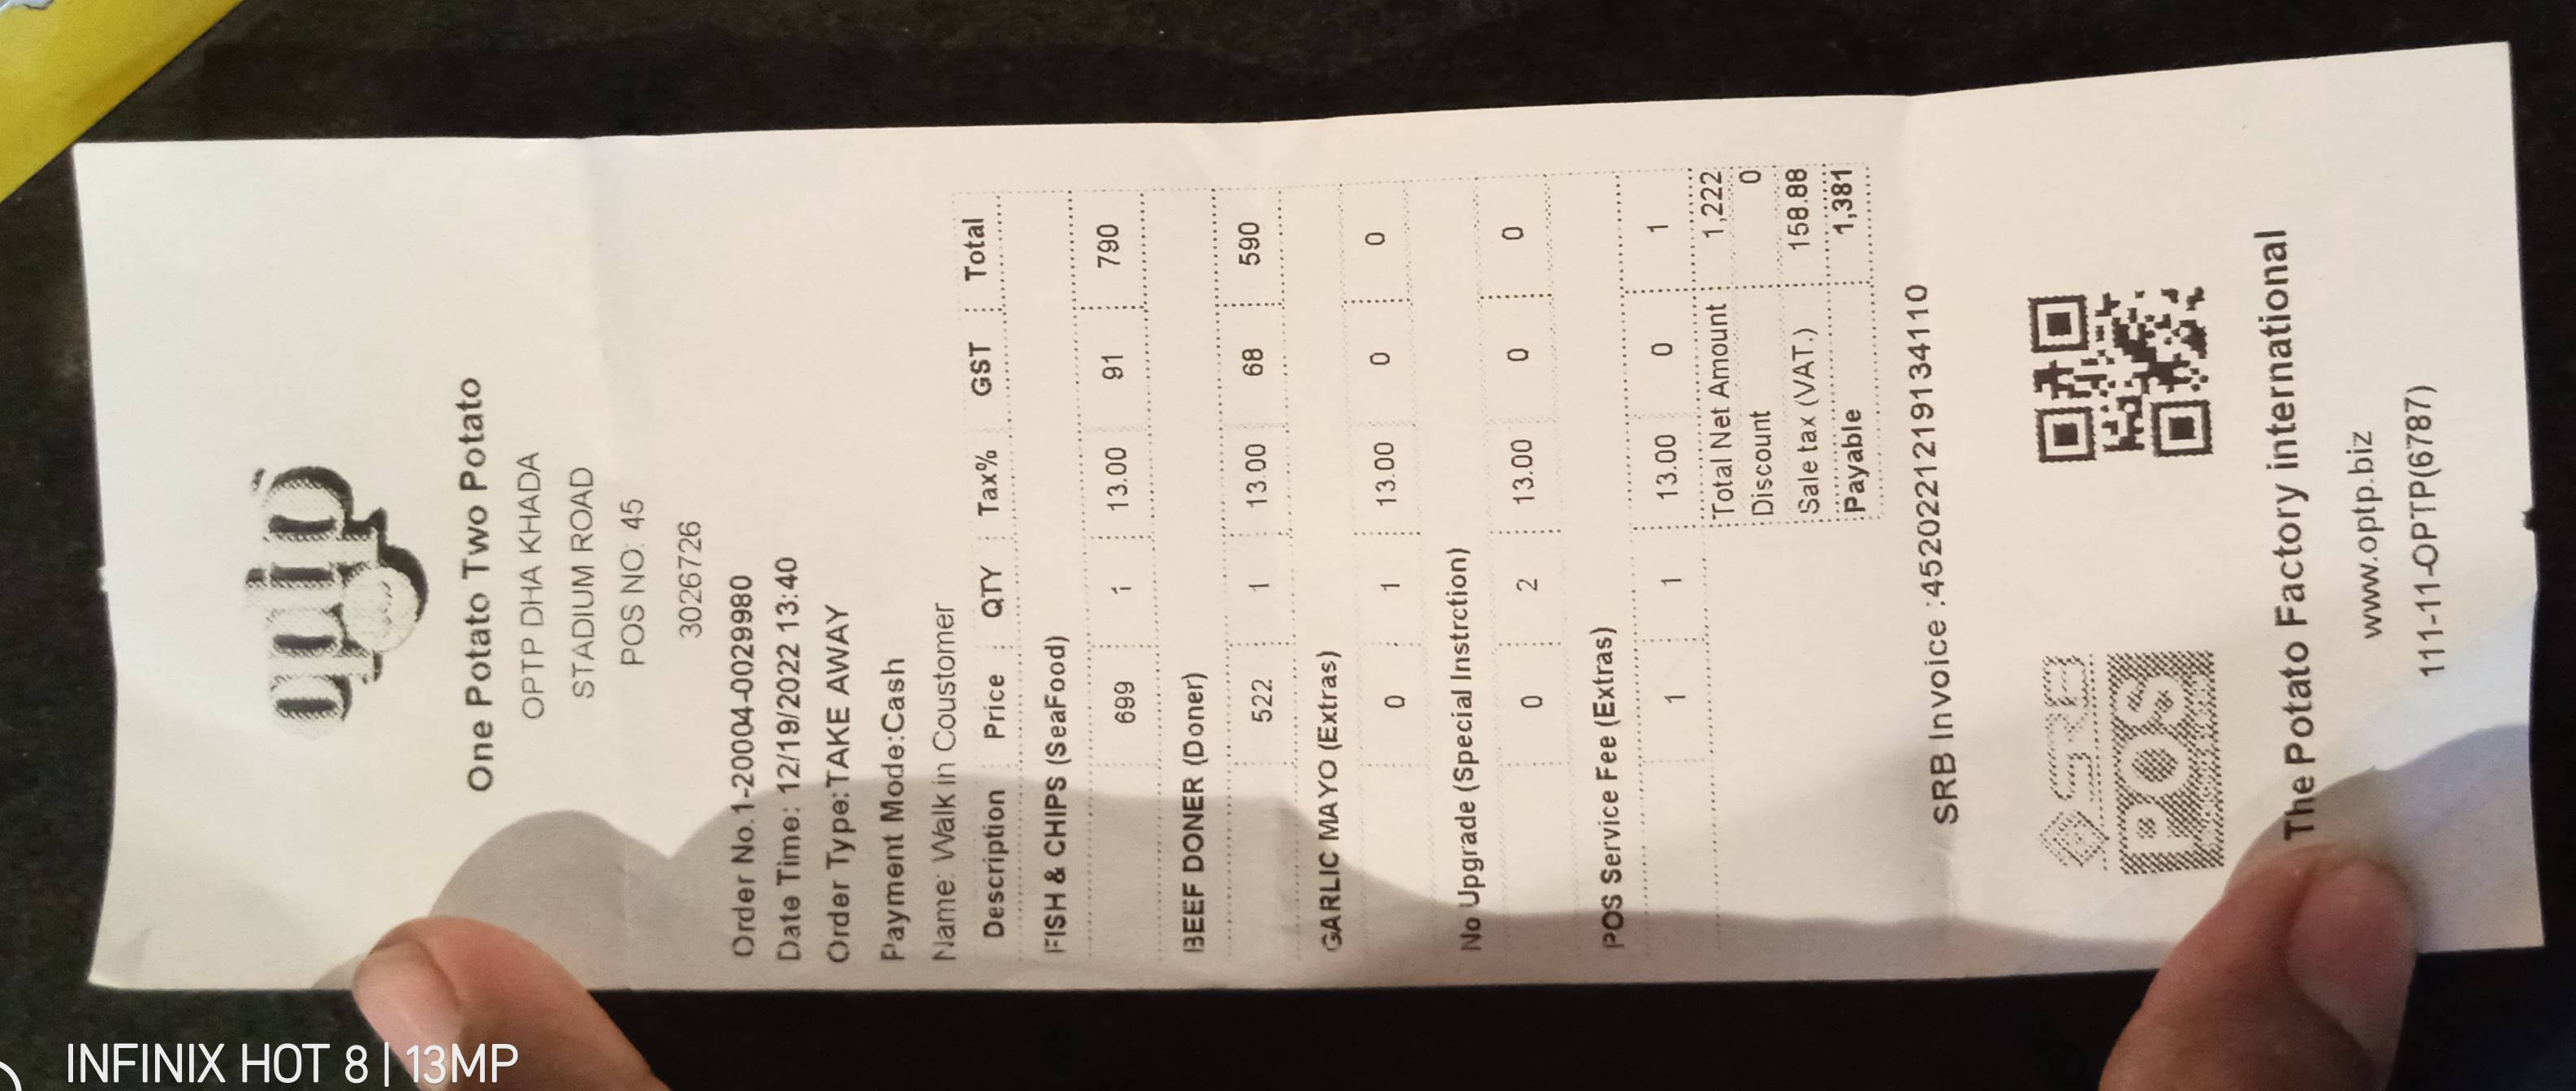 optp
One Potato Two Potato
OPTP DHA KHADA
STADIUM ROAD
POS NO: 45
3026726
Order No.1-20004-0029980
Date Time: 12/19/2022 13:40
Order Type:TAKE AWAY
Payment Mode:Cash
Name: Walk in Coustomer
Description Price QTY Tax% GST Total
FISH & CHIPS (SeaFood)
699 1 13.00 91 790
BEEF DONER (Doner)
522 1 13.00 68 590
GARLIC MAYO (Extras)
0 1 13.00 0 0
No Upgrade (Special Instrction)
0 2 13.00 0 0
POS Service Fee (Extras)
1 1 13.00 0 1
Total Net Amount 1,222
Discount 0
Sale tax (VAT.) 158.88
Payable 1,381
SRB Invoice :4520221219134110
SRB
POS
The Potato Factory international
www.optp.biz
111-111-OPTP(6787)
INFINIX HOT 8 | 13MP